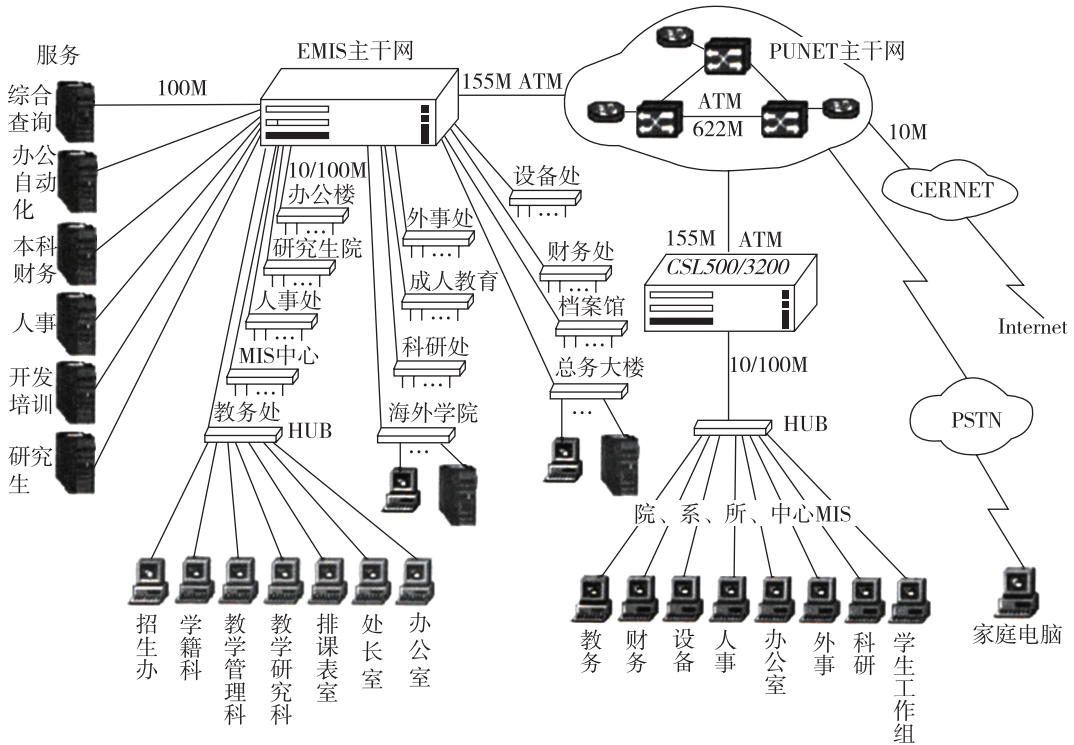 服务
综合
查询
办公
自动
化
本科
财务
人事
开发
培训
研究
生
100M
EMIS主干网
155M ATM
PUNET主干网
ATM
622M
10M
CERNET
Internet
PSTN
家庭电脑
10/100M
办公楼
研究生院
人事处
MIS中心
教务处
HUB
外事处
成人教育
科研处
海外学院
设备处
财务处
档案馆
总务大楼
155M ATM
CSL500/3200
10/100M
HUB
院、系、所、中心MIS
招生办
学籍科
教学管理科
教学研究科
排课表室
处长室
办公室
教务
财务
设备
人事
办公室
外事
科研
学生工作组